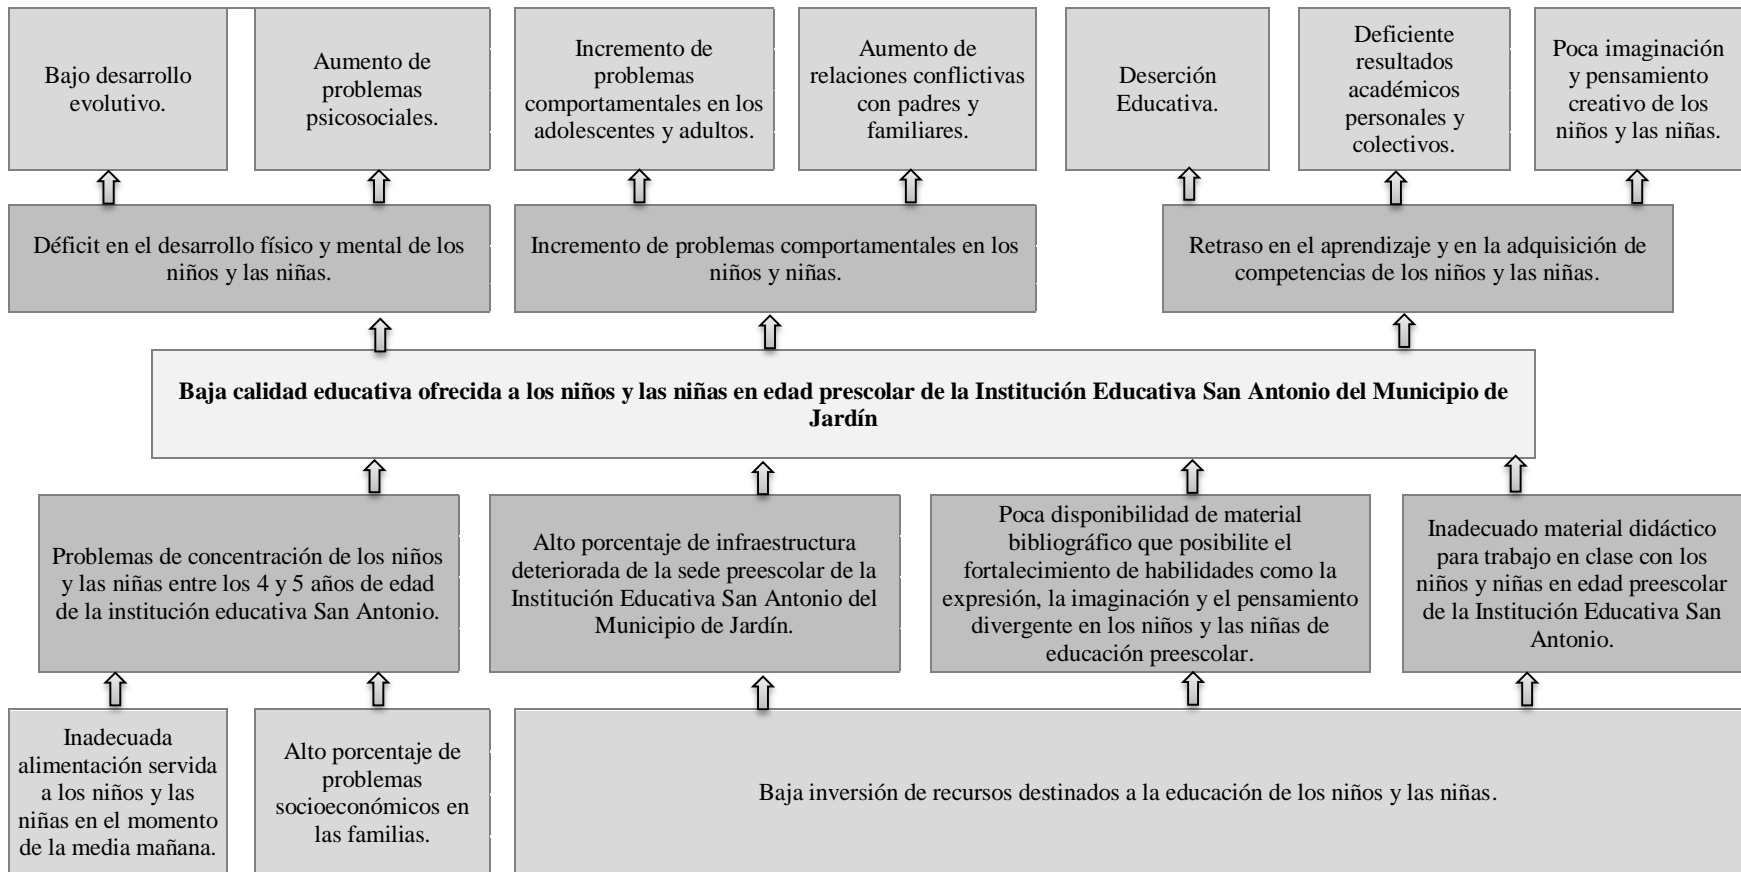 Bajo desarrollo
evolutivo.
Aumento de
problemas
psicosociales.
Incremento de
problemas
comportamentales en los
adolescentes y adultos.
Aumento de
relaciones conflictivas
con padres y
familiares.
Deserción
Educativa.
Deficiente
resultados
académicos
personales y
colectivos.
Poca imaginación
y pensamiento
creativo de los
niños y las niñas.
Déficit en el desarrollo físico y mental de los
niños y las niñas.
Incremento de problemas comportamentales en los
niños y niñas.
Retraso en el aprendizaje y en la adquisición de
competencias de los niños y las niñas.
Baja calidad educativa ofrecida a los niños y las niñas en edad prescolar de la Institución Educativa San Antonio del Municipio de
Jardín
Problemas de concentración de los niños
y las niñas entre los 4 y 5 años de edad
de la institución educativa San Antonio.
Alto porcentaje de infraestructura
deteriorada de la sede preescolar de la
Institución Educativa San Antonio del
Municipio de Jardín.
Poca disponibilidad de material
bibliográfico que posibilite el
fortalecimiento de habilidades como la
expresión, la imaginación y el pensamiento
divergente en los niños y las niñas de
educación preescolar.
Inadecuado material didáctico
para trabajo en clase con los
niños y niñas en edad preescolar
de la Institución Educativa San
Antonio.
Inadecuada
alimentación servida
a los niños y las
niñas en el momento
de la media mañana.
Alto porcentaje de
problemas
socioeconómicos en
las familias.
Baja inversión de recursos destinados a la educación de los niños y las niñas.